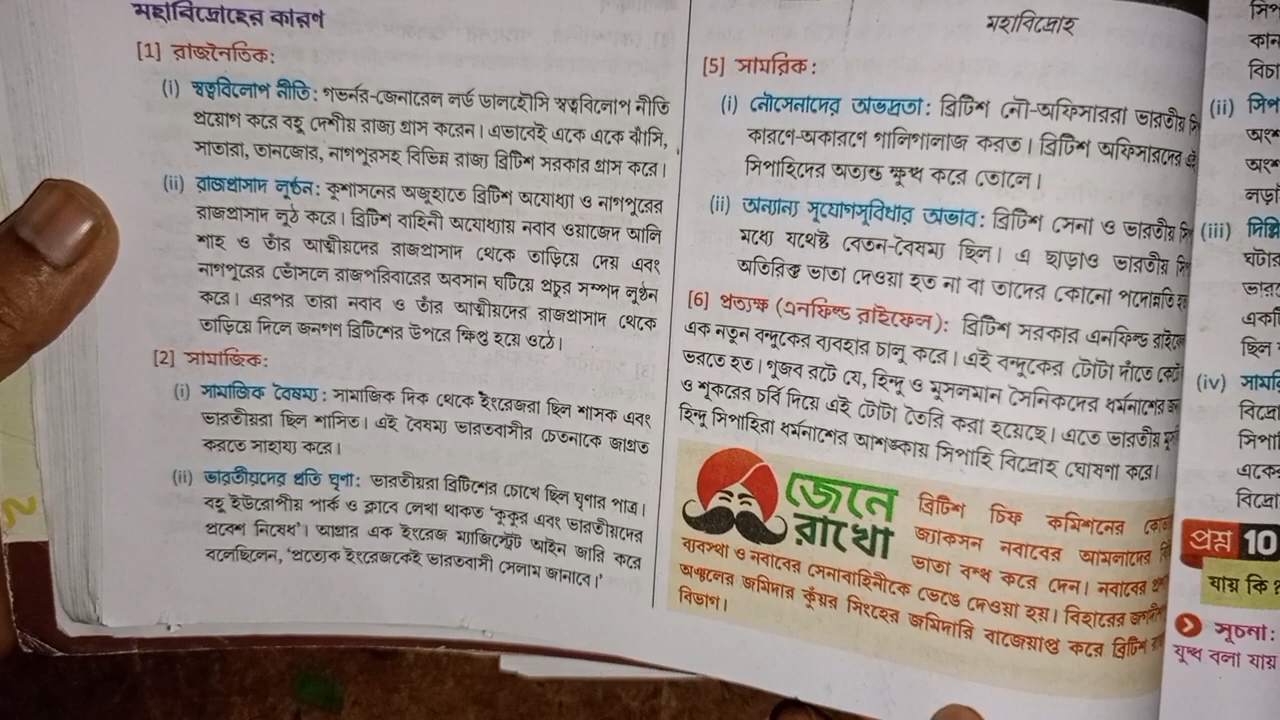 মহাবিদ্রোহের কারণ
[1] রাজনৈতিক:
(i) স্বত্ববিলোপ নীতি: গভর্নর-জেনারেল লর্ড ডালহৌসি স্বত্ববিলোপ নীতি
প্রয়োগ করে বহু দেশীয় রাজ্য গ্রাস করেন। এভাবেই একে একে ঝাঁসি,
সাতারা, তানজোর, নাগপুরসহ বিভিন্ন রাজ্য ব্রিটিশ সরকার গ্রাস করে।
(ii) রাজপ্রাসাদ লুণ্ঠন: কুশাসনের অজুহাতে ব্রিটিশ অযোধ্যা ও নাগপুরের
রাজপ্রাসাদ লুঠ করে। ব্রিটিশ বাহিনী অযোধ্যায় নবাব ওয়াজেদ আলি
শাহ ও তাঁর আত্মীয়দের রাজপ্রাসাদ থেকে তাড়িয়ে দেয় এবং
নাগপুরের ভোঁসলে রাজপরিবারের অবসান ঘটিয়ে প্রচুর সম্পদ লুণ্ঠন
করে। এরপর তারা নবাব ও তাঁর আত্মীয়দের রাজপ্রাসাদ থেকে
তাড়িয়ে দিলে জনগণ ব্রিটিশের উপরে ক্ষিপ্ত হয়ে ওঠে।
[2] সামাজিক:
(i) সামাজিক বৈষম্য: সামাজিক দিক থেকে ইংরেজরা ছিল শাসক এবং
ভারতীয়রা ছিল শাসিত। এই বৈষম্য ভারতবাসীর চেতনাকে জাগ্রত
করতে সাহায্য করে।
(ii) ভারতীয়দের প্রতি ঘৃণা: ভারতীয়রা ব্রিটিশের চোখে ছিল ঘৃণার পাত্র।
বহু ইউরোপীয় পার্ক ও ক্লাবে লেখা থাকত ‘কুকুর এবং ভারতীয়দের
প্রবেশ নিষেধ’। আগ্রার এক ইংরেজ ম্যাজিস্ট্রেট আইন জারি করে
বলেছিলেন, ‘প্রত্যেক ইংরেজকেই ভারতবাসী সেলাম জানাবে।’
মহাবিদ্রোহ
[5] সামরিক:
(i) নৌসেনাদের অভদ্রতা: ব্রিটিশ নৌ-অফিসাররা ভারতীয়
কারণে-অকারণে গালিগালাজ করত। ব্রিটিশ অফিসারদের এই
সিপাহিদের অত্যন্ত ক্ষুব্ধ করে তোলে।
(ii) অন্যান্য সুযোগসুবিধার অভাব: ব্রিটিশ সেনা ও ভারতীয়
মধ্যে যথেষ্ট বেতন-বৈষম্য ছিল। এ ছাড়াও ভারতীয়
অতিরিক্ত ভাতা দেওয়া হত না বা তাদের কোনো পদোন্নতি
[6] প্রত্যক্ষ (এনফিল্ড রাইফেল): ব্রিটিশ সরকার এনফিল্ড রাইফেল
এক নতুন বন্দুকের ব্যবহার চালু করে। এই বন্দুকের টোটা দাঁতে কেটে
ভরতে হত। গুজব রটে যে, হিন্দু ও মুসলমান সৈনিকদের ধর্মনাশের
ও শূকরের চর্বি দিয়ে এই টোটা তৈরি করা হয়েছে। এতে ভারতীয়
হিন্দু সিপাহিরা ধর্মনাশের আশঙ্কায় সিপাহি বিদ্রোহ ঘোষণা করে।
জেনে
রাখো
ব্রিটিশ চিফ কমিশনের
জ্যাকসন নবাবের আমলাদের
ভাতা বন্ধ করে দেন। নবাবের
ব্যবস্থা ও নবাবের সেনাবাহিনীকে ভেঙে দেওয়া হয়। বিহারের
অঞ্চলের জমিদার কুঁয়র সিংহের জমিদারি বাজেয়াপ্ত করে ব্রিটিশ
বিভাগ।
কান
বিচা
(ii) সিপ
অংশ
অংশ
লড়া
(iii) দিল্লি
ঘটার
ভার
একটি
ছিল
(iv) সাম
বিদ্রো
সিপা
একে
বিদ্রো
প্রশ্ন 10
যায় কি?
সূচনা:
যুদ্ধ বলা যায়